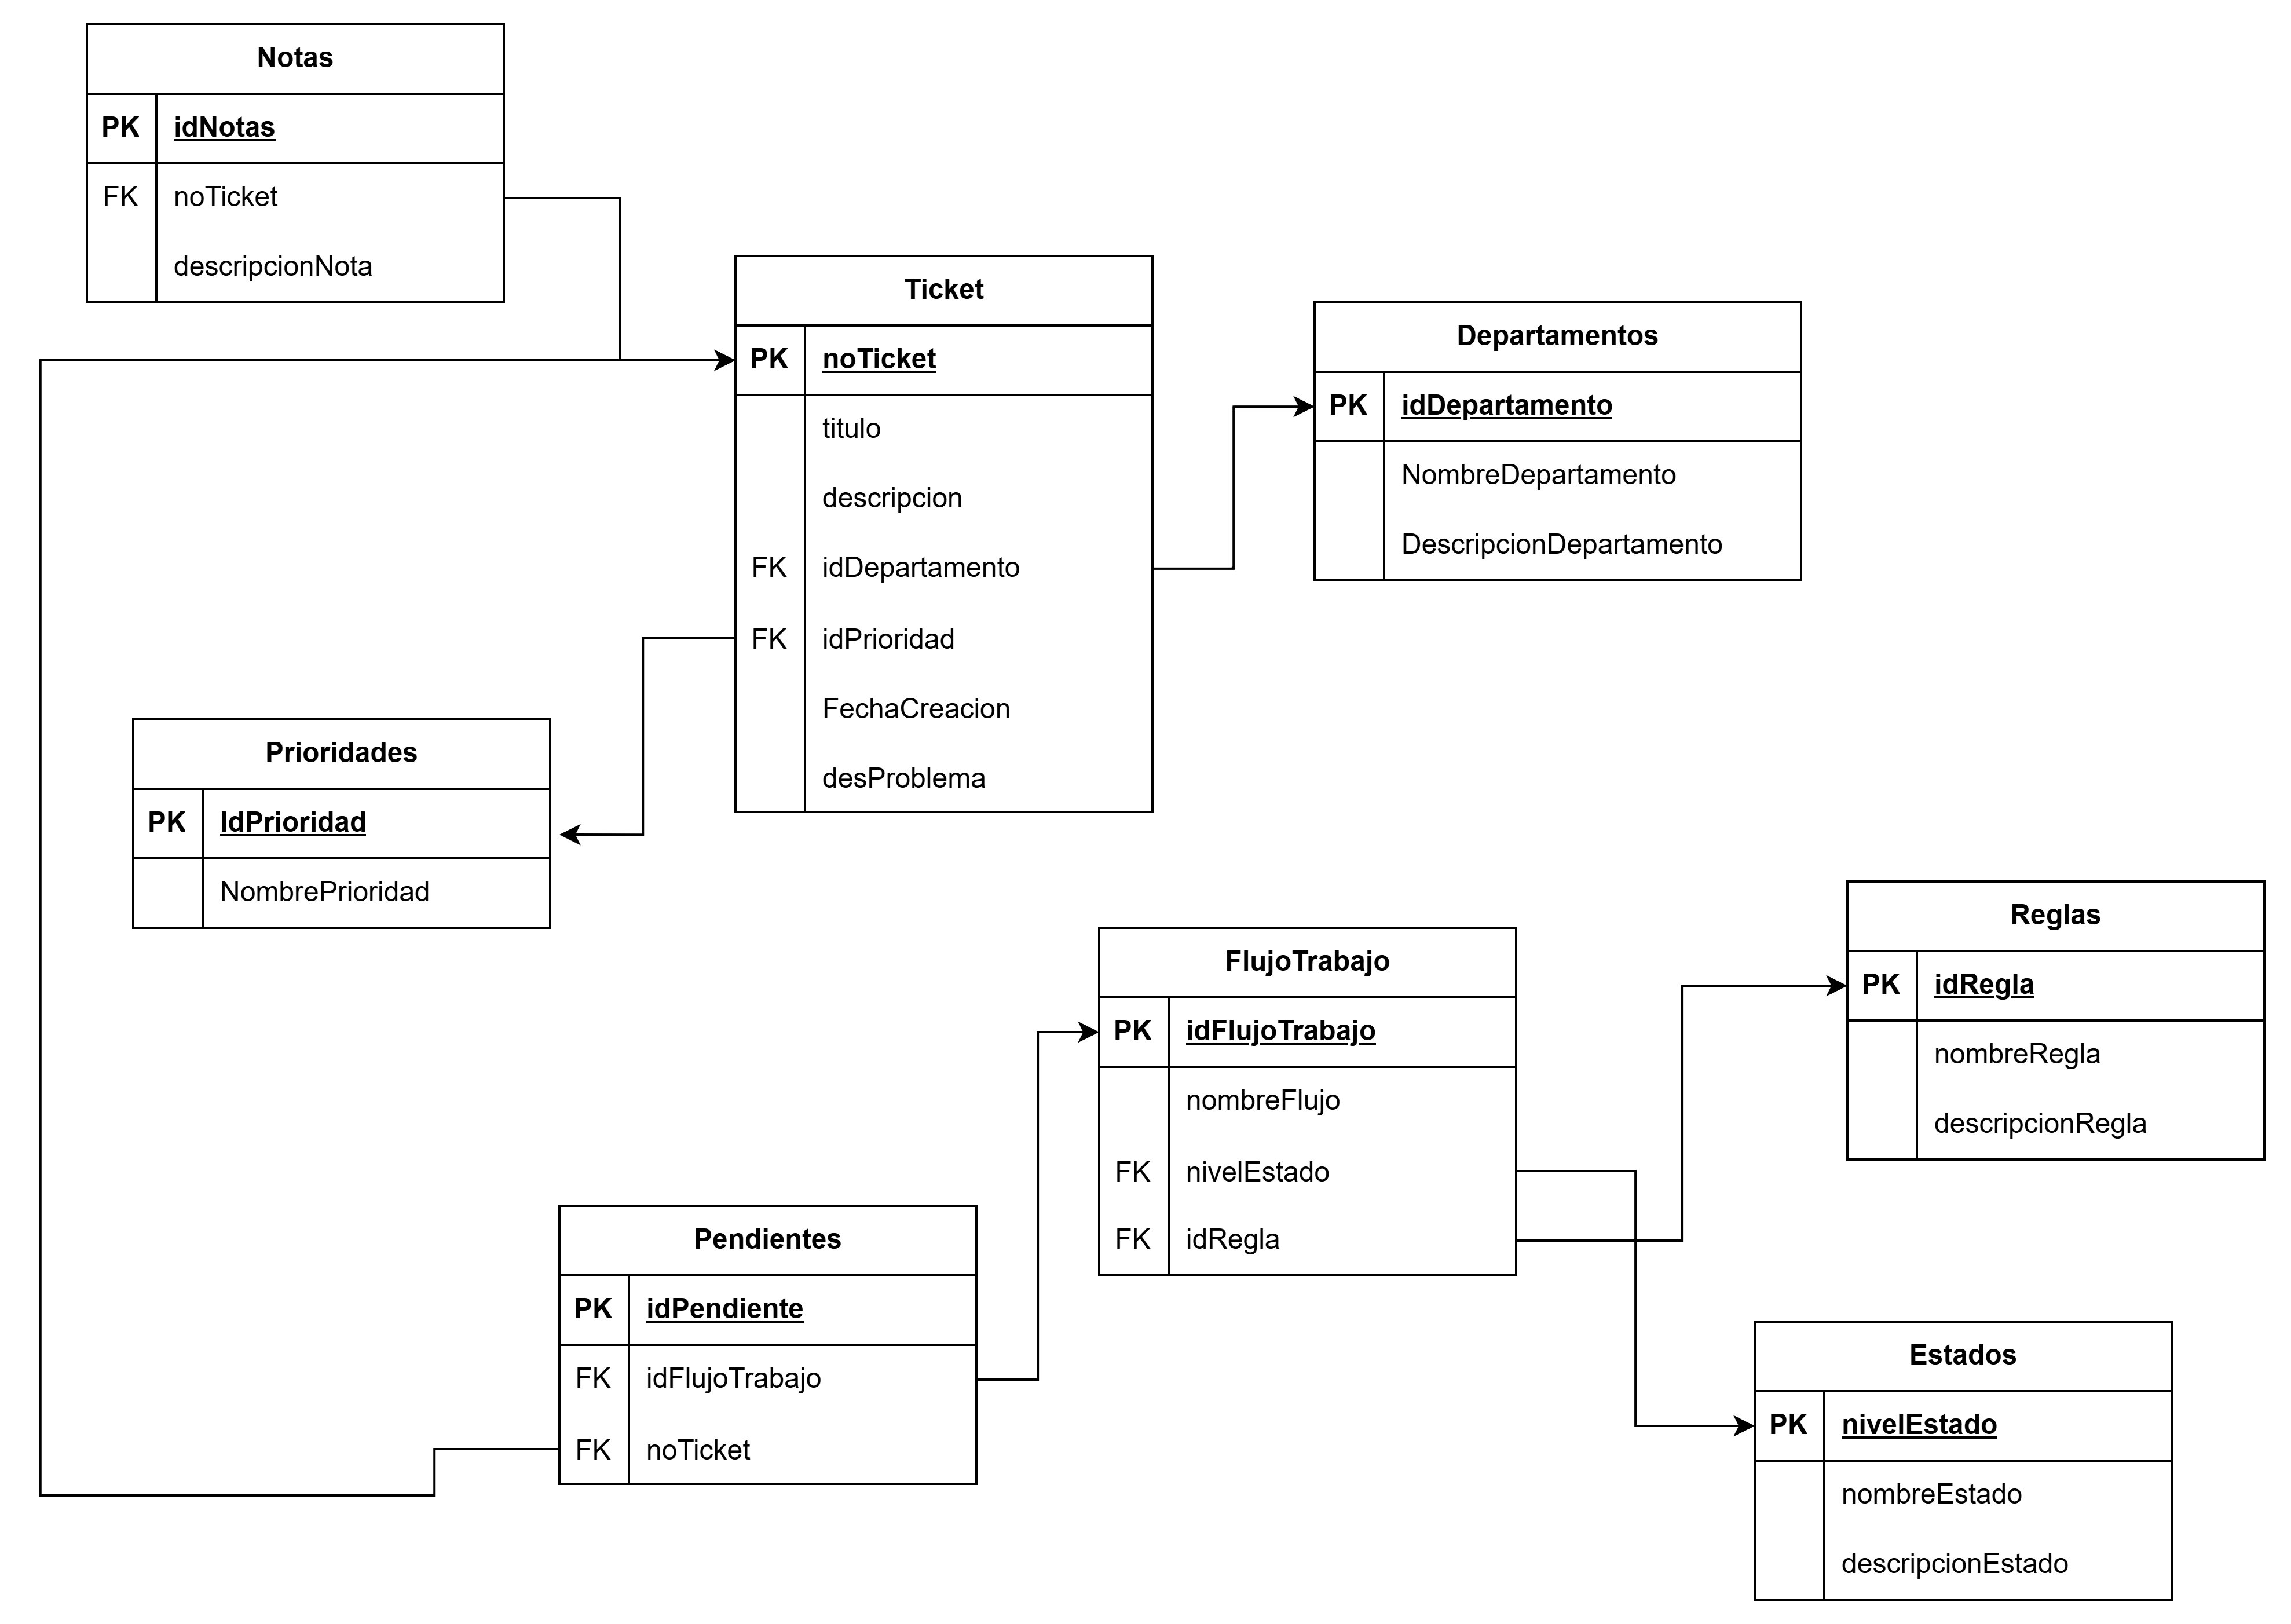 Notas
PK idNotas
FK noTicket
descripcionNota
Ticket
PK noTicket
titulo
descripcion
FK idDepartamento
FK idPrioridad
FechaCreacion
desProblema
Departamentos
PK idDepartamento
NombreDepartamento
DescripcionDepartamento
Prioridades
PK IdPrioridad
NombrePrioridad
FlujoTrabajo
PK idFlujoTrabajo
nombreFlujo
FK nivelEstado
FK idRegla
Reglas
PK idRegla
nombreRegla
descripcionRegla
Pendientes
PK idPendiente
FK idFlujoTrabajo
FK noTicket
Estados
PK nivelEstado
nombreEstado
descripcionEstado